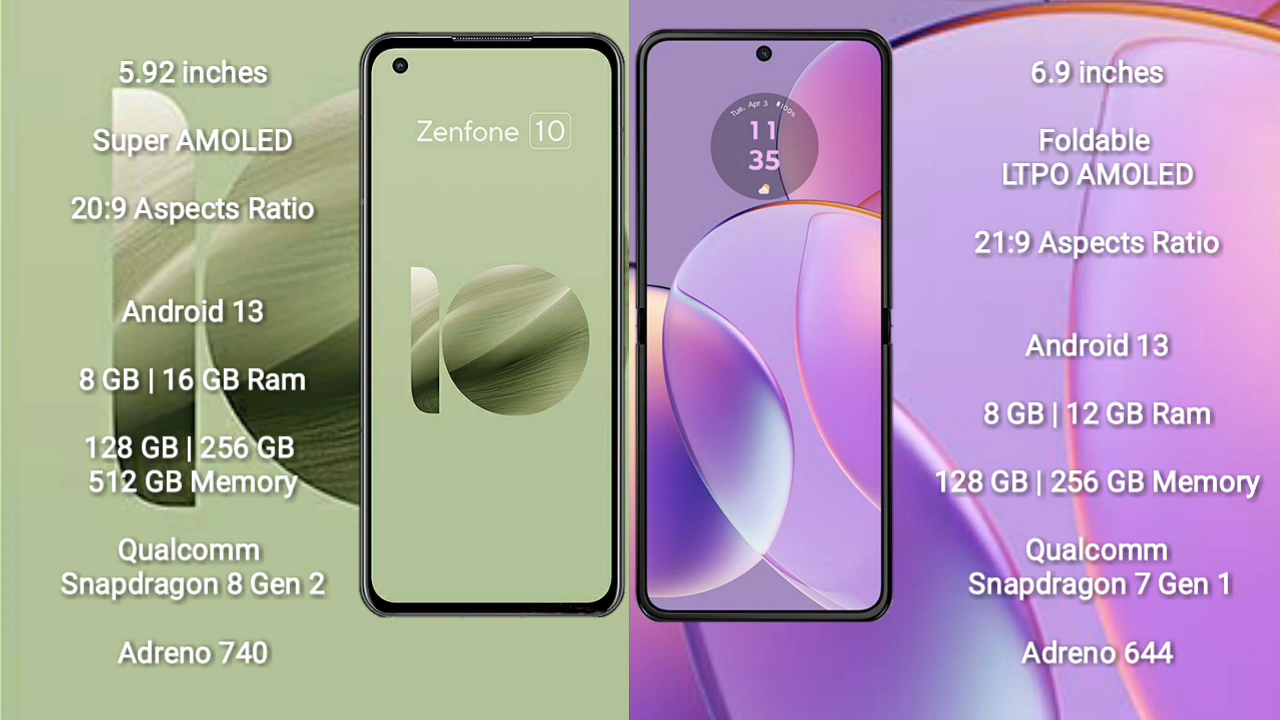 5.92 inches
Super AMOLED
20:9 Aspects Ratio
Android 13
8 GB | 16 GB Ram
128 GB | 256 GB
512 GB Memory
Qualcomm
Snapdragon 8 Gen 2
Adreno 740
Zenfone 10
10
Tue, Apr 3 100%
11
35
6.9 inches
Foldable
LTPO AMOLED
21:9 Aspects Ratio
Android 13
8 GB | 12 GB Ram
128 GB | 256 GB Memory
Qualcomm
Snapdragon 7 Gen 1
Adreno 644